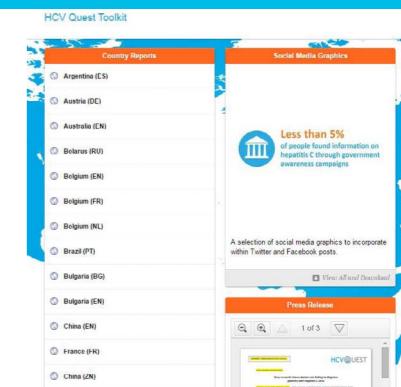 HCV Quest Toolkit
Country Reports
Argentina (ES)
Austria (DE)
Australia (EN)
Belarus (RU)
Belgium (EN)
Belgium (FR)
Belgium (NL)
Brazil (PT)
Bulgaria (BG)
Bulgaria (EN)
China (EN)
France (FR)
China (ZN)
Social Media Graphics
Less than 5%
of people found information on
hepatitis C through government
awareness campaigns
A selection of social media graphics to incorporate
within Twitter and Facebook posts.
View All and Download
Press Release
1 of 3
HCV QUEST